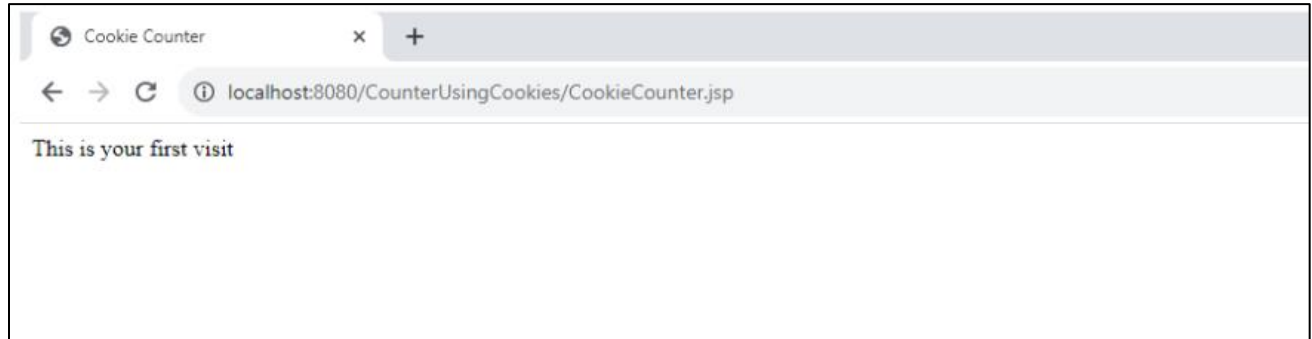 Cookie Counter
localhost:8080/CounterUsingCookies/CookieCounter.jsp
This is your first visit